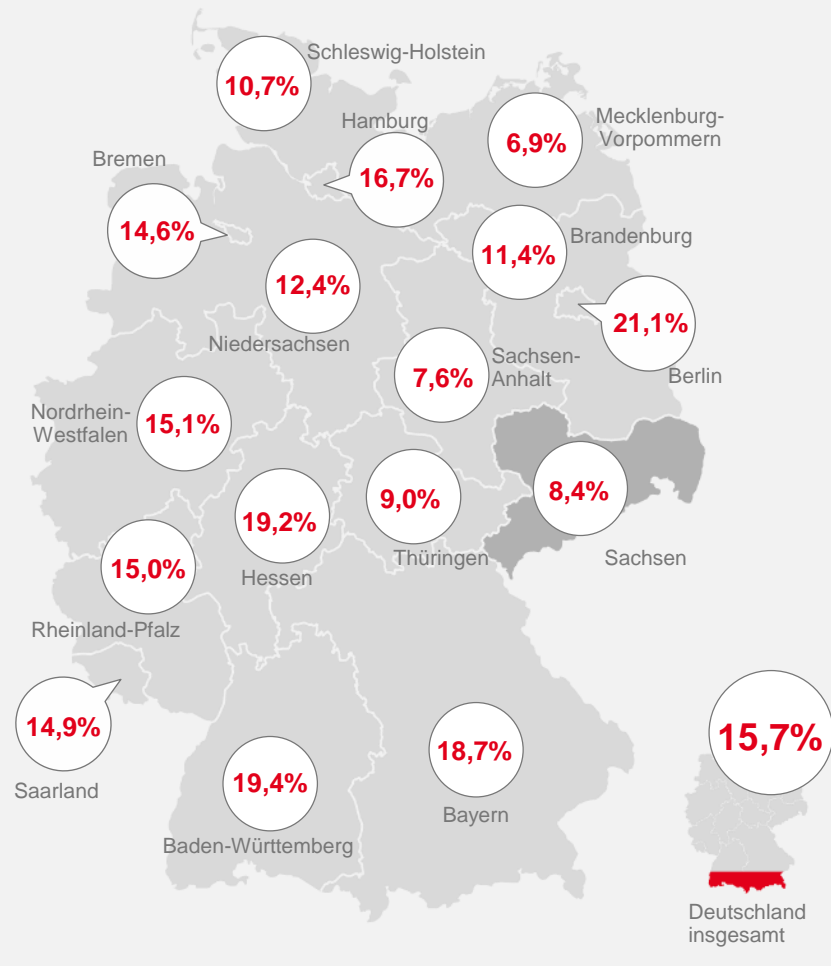 Schleswig-Holstein
10,7%
Hamburg
16,7%
Mecklenburg-
Vorpommern
6,9%
Bremen
14,6%
Brandenburg
11,4%
12,4%
Niedersachsen
21,1%
Berlin
Sachsen-
Anhalt
7,6%
Nordrhein-
Westfalen
15,1%
8,4%
Sachsen
9,0%
Thüringen
19,2%
Hessen
15,0%
Rheinland-Pfalz
14,9%
Saarland
19,4%
Baden-Württemberg
18,7%
Bayern
15,7%
Deutschland
insgesamt